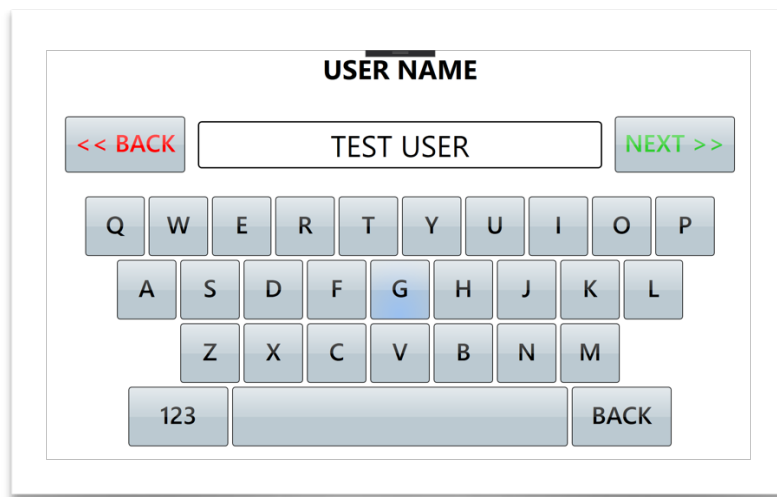 USER NAME
<< BACK TEST USER NEXT >>
Q W E R T Y U I O P
A S D F G H J K L
Z X C V B N M
123 BACK